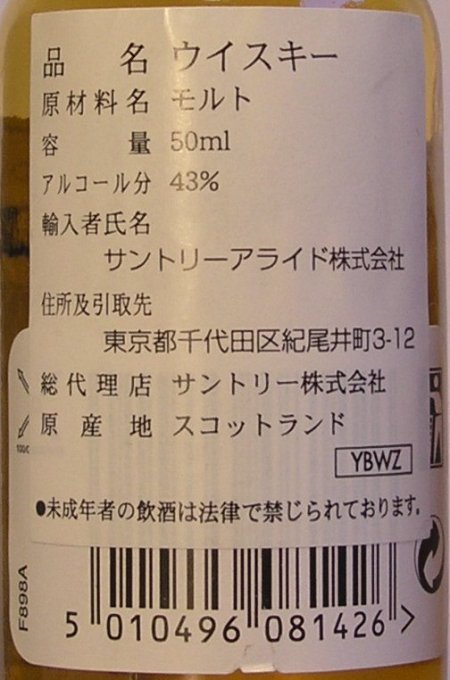 品名 ウイスキー
原材料名 モルト
容量 50ml
アルコール分 43%
輸入者氏名
サントリーアライド株式会社
住所及引取先
東京都千代田区紀尾井町3-12
総代理店 サントリー株式会社
原産地 スコットランド
YBWZ
●未成年者の飲酒は法律で禁じられております。
F898A
5 010496 081426 >